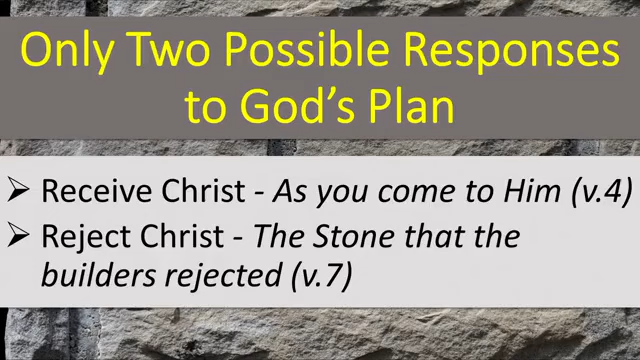 Only Two Possible Responses
to God's Plan
➢ Receive Christ - As you come to Him (v.4)
➢ Reject Christ - The Stone that the
builders rejected (v.7)